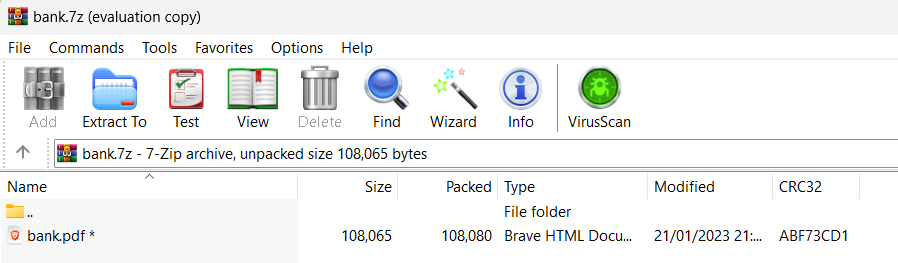 bank.7z (evaluation copy)
File Commands Tools Favorites Options Help
Add Extract To Test View Delete Find Wizard Info VirusScan
bank.7z - 7-Zip archive, unpacked size 108,065 bytes
Name Size Packed Type Modified CRC32
.. File folder
bank.pdf * 108,065 108,080 Brave HTML Docu... 21/01/2023 21:... ABF73CD1